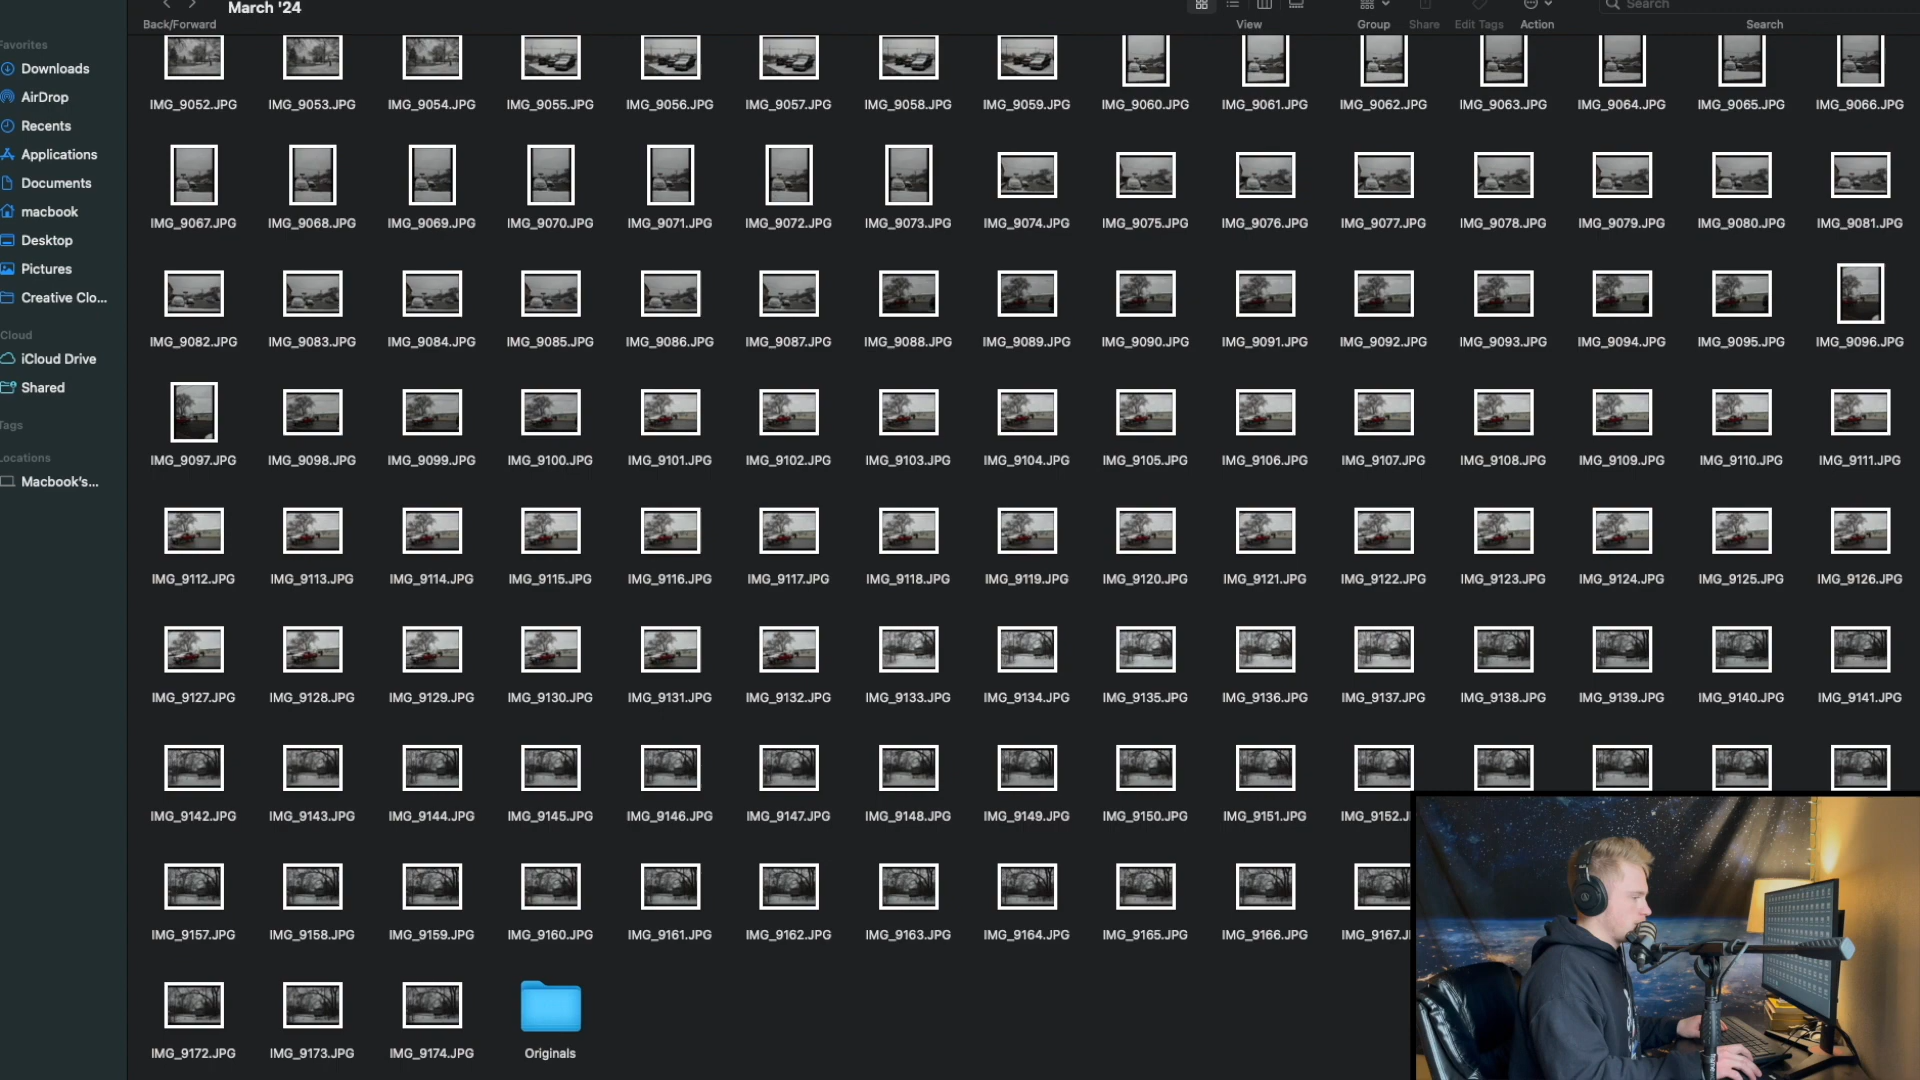 March '24
Search
Back/Forward
View
Group
Share
Edit Tags
Action
Search
Favorites
Downloads
AirDrop
Recents
Applications
Documents
macbook
Desktop
Pictures
Creative Clo...
Cloud
iCloud Drive
Shared
Tags
Locations
Macbook's...
IMG_9052.JPG IMG_9053.JPG IMG_9054.JPG IMG_9055.JPG IMG_9056.JPG IMG_9057.JPG IMG_9058.JPG IMG_9059.JPG IMG_9060.JPG IMG_9061.JPG IMG_9062.JPG IMG_9063.JPG IMG_9064.JPG IMG_9065.JPG IMG_9066.JPG
IMG_9067.JPG IMG_9068.JPG IMG_9069.JPG IMG_9070.JPG IMG_9071.JPG IMG_9072.JPG IMG_9073.JPG IMG_9074.JPG IMG_9075.JPG IMG_9076.JPG IMG_9077.JPG IMG_9078.JPG IMG_9079.JPG IMG_9080.JPG IMG_9081.JPG
IMG_9082.JPG IMG_9083.JPG IMG_9084.JPG IMG_9085.JPG IMG_9086.JPG IMG_9087.JPG IMG_9088.JPG IMG_9089.JPG IMG_9090.JPG IMG_9091.JPG IMG_9092.JPG IMG_9093.JPG IMG_9094.JPG IMG_9095.JPG IMG_9096.JPG
IMG_9097.JPG IMG_9098.JPG IMG_9099.JPG IMG_9100.JPG IMG_9101.JPG IMG_9102.JPG IMG_9103.JPG IMG_9104.JPG IMG_9105.JPG IMG_9106.JPG IMG_9107.JPG IMG_9108.JPG IMG_9109.JPG IMG_9110.JPG IMG_9111.JPG
IMG_9112.JPG IMG_9113.JPG IMG_9114.JPG IMG_9115.JPG IMG_9116.JPG IMG_9117.JPG IMG_9118.JPG IMG_9119.JPG IMG_9120.JPG IMG_9121.JPG IMG_9122.JPG IMG_9123.JPG IMG_9124.JPG IMG_9125.JPG IMG_9126.JPG
IMG_9127.JPG IMG_9128.JPG IMG_9129.JPG IMG_9130.JPG IMG_9131.JPG IMG_9132.JPG IMG_9133.JPG IMG_9134.JPG IMG_9135.JPG IMG_9136.JPG IMG_9137.JPG IMG_9138.JPG IMG_9139.JPG IMG_9140.JPG IMG_9141.JPG
IMG_9142.JPG IMG_9143.JPG IMG_9144.JPG IMG_9145.JPG IMG_9146.JPG IMG_9147.JPG IMG_9148.JPG IMG_9149.JPG IMG_9150.JPG IMG_9151.JPG IMG_9152.J
IMG_9157.JPG IMG_9158.JPG IMG_9159.JPG IMG_9160.JPG IMG_9161.JPG IMG_9162.JPG IMG_9163.JPG IMG_9164.JPG IMG_9165.JPG IMG_9166.JPG IMG_9167.J
IMG_9172.JPG IMG_9173.JPG IMG_9174.JPG Originals